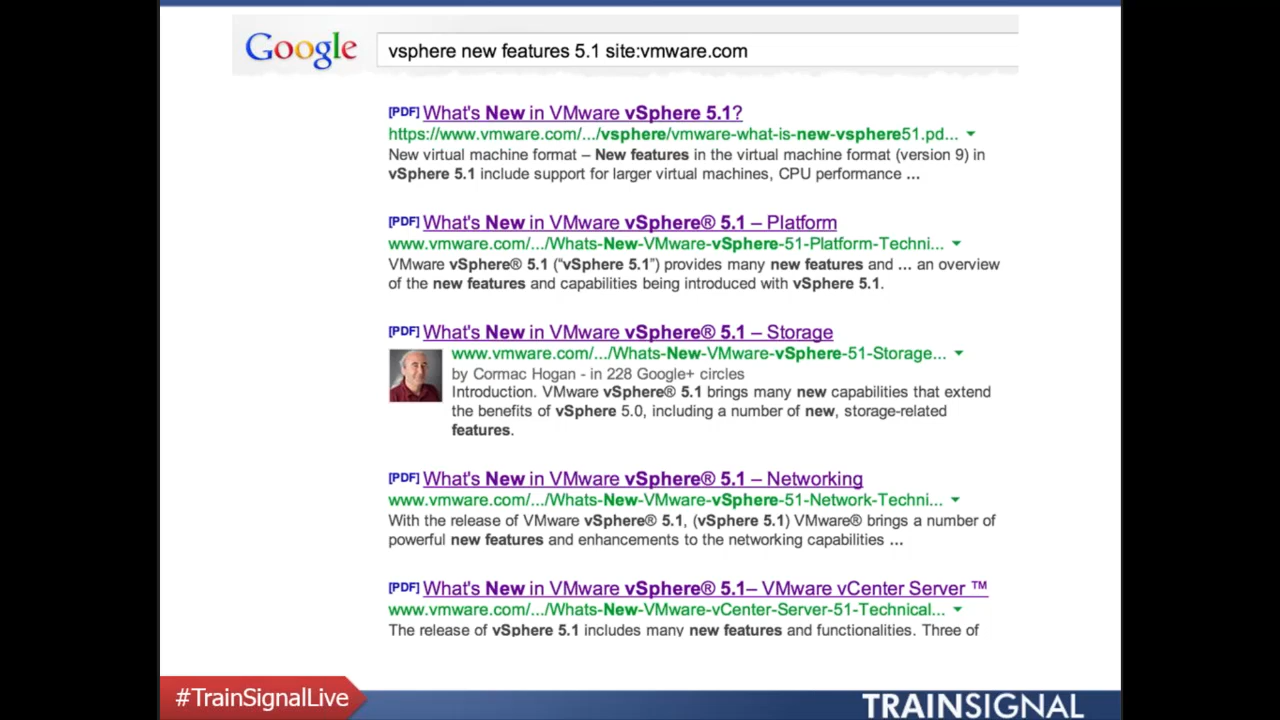 Google
vsphere new features 5.1 site:vmware.com
[PDF] What's New in VMware vSphere 5.1?
https://www.vmware.com/.../vsphere/vmware-what-is-new-vsphere51.pd...
New virtual machine format – New features in the virtual machine format (version 9) in
vSphere 5.1 include support for larger virtual machines, CPU performance ...
[PDF] What's New in VMware vSphere® 5.1 – Platform
www.vmware.com/.../Whats-New-VMware-vSphere-51-Platform-Techni...
VMware vSphere® 5.1 (“vSphere 5.1”) provides many new features and ... an overview
of the new features and capabilities being introduced with vSphere 5.1.
[PDF] What's New in VMware vSphere® 5.1 – Storage
www.vmware.com/.../Whats-New-VMware-vSphere-51-Storage...
by Cormac Hogan - in 228 Google+ circles
Introduction. VMware vSphere® 5.1 brings many new capabilities that extend
the benefits of vSphere 5.0, including a number of new, storage-related
features.
[PDF] What's New in VMware vSphere® 5.1 – Networking
www.vmware.com/.../Whats-New-VMware-vSphere-51-Network-Techni...
With the release of VMware vSphere® 5.1, (vSphere 5.1) VMware® brings a number of
powerful new features and enhancements to the networking capabilities ...
[PDF] What's New in VMware vSphere® 5.1– VMware vCenter Server ™
www.vmware.com/.../Whats-New-VMware-vCenter-Server-51-Technical...
The release of vSphere 5.1 includes many new features and functionalities. Three of
#TrainSignalLive
TRAINSIGNAL